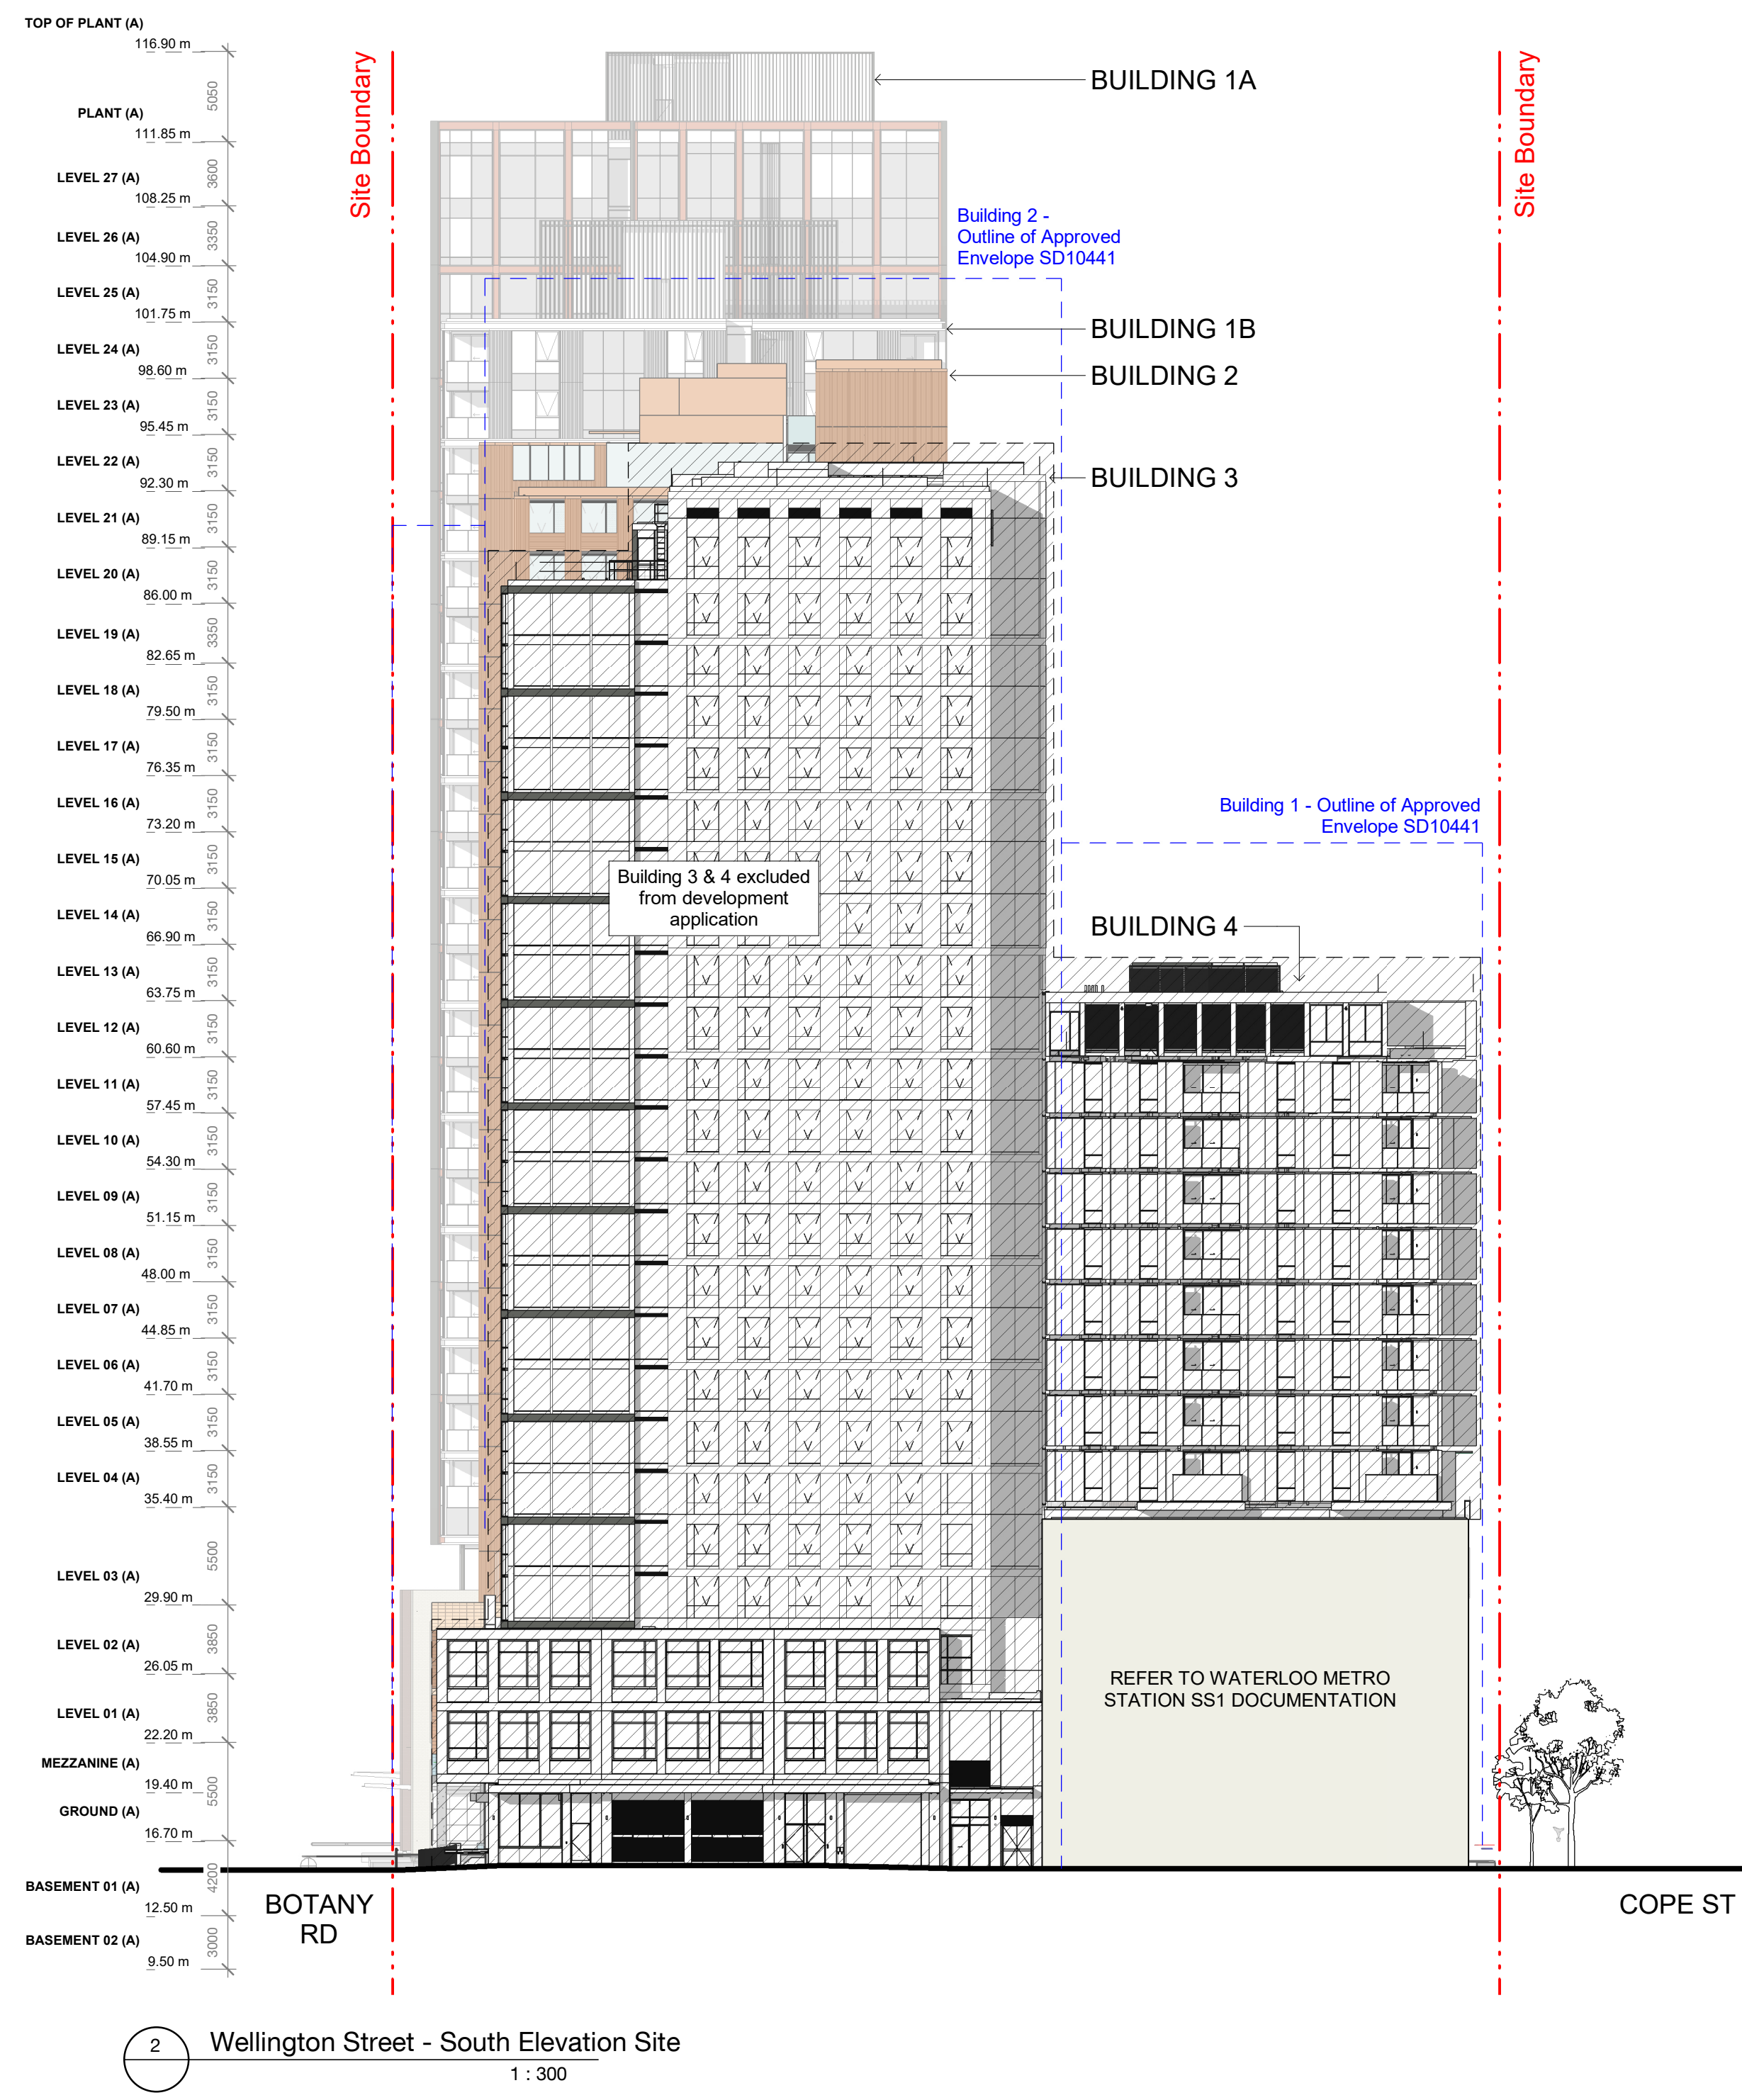 TOP OF PLANT (A)
116.90 m
5050
PLANT (A)
111.85 m
3600
LEVEL 27 (A)
108.25 m
3350
LEVEL 26 (A)
104.90 m
3150
LEVEL 25 (A)
101.75 m
3150
LEVEL 24 (A)
98.60 m
3150
LEVEL 23 (A)
95.45 m
3150
LEVEL 22 (A)
92.30 m
3150
LEVEL 21 (A)
89.15 m
3150
LEVEL 20 (A)
86.00 m
3350
LEVEL 19 (A)
82.65 m
3150
LEVEL 18 (A)
79.50 m
3150
LEVEL 17 (A)
76.35 m
3150
LEVEL 16 (A)
73.20 m
3150
LEVEL 15 (A)
70.05 m
3150
LEVEL 14 (A)
66.90 m
3150
LEVEL 13 (A)
63.75 m
3150
LEVEL 12 (A)
60.60 m
3150
LEVEL 11 (A)
57.45 m
3150
LEVEL 10 (A)
54.30 m
3150
LEVEL 09 (A)
51.15 m
3150
LEVEL 08 (A)
48.00 m
3150
LEVEL 07 (A)
44.85 m
3150
LEVEL 06 (A)
41.70 m
3150
LEVEL 05 (A)
38.55 m
3150
LEVEL 04 (A)
35.40 m
5500
LEVEL 03 (A)
29.90 m
3850
LEVEL 02 (A)
26.05 m
3850
LEVEL 01 (A)
22.20 m
MEZZANINE (A)
19.40 m
5500
GROUND (A)
16.70 m
4200
BASEMENT 01 (A)
12.50 m
3000
BASEMENT 02 (A)
9.50 m
Site Boundary
Site Boundary
BUILDING 1A
Building 2 -
Outline of Approved
Envelope SD10441
BUILDING 1B
BUILDING 2
BUILDING 3
Building 1 - Outline of Approved
Envelope SD10441
Building 3 & 4 excluded
from development
application
BUILDING 4
REFER TO WATERLOO METRO
STATION SS1 DOCUMENTATION
BOTANY
RD
COPE ST
2
Wellington Street - South Elevation Site
1 : 300